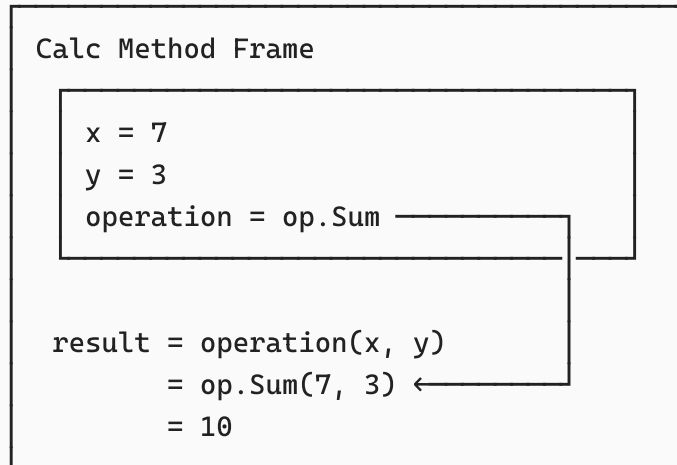 Calc Method Frame
x = 7
y = 3
operation = op.Sum
result = operation(x, y)
= op.Sum(7, 3)
= 10